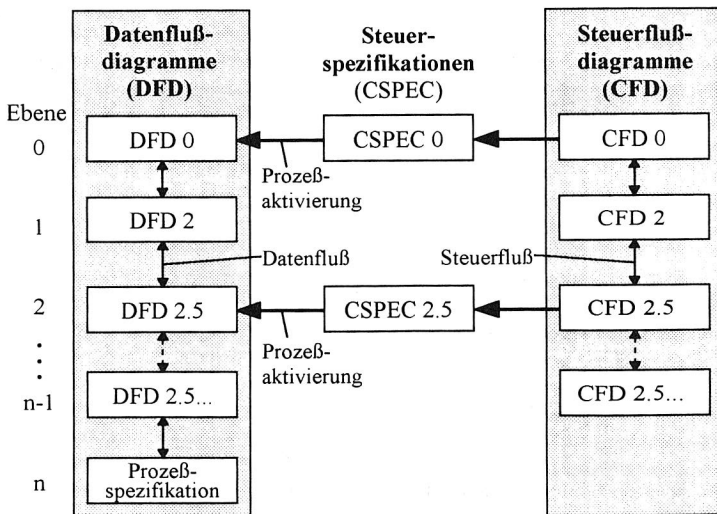 Datenfluß-
diagramme
(DFD)
Steuer-
spezifikationen
(CSPEC)
Steuerfluß-
diagramme
(CFD)
Ebene
0
DFD 0
CSPEC 0
CFD 0
Prozeß-
aktivierung
1
DFD 2
CFD 2
Datenfluß
Steuerfluß
2
DFD 2.5
CSPEC 2.5
CFD 2.5
Prozeß-
aktivierung
n-1
DFD 2.5...
CFD 2.5...
n
Prozeß-
spezifikation